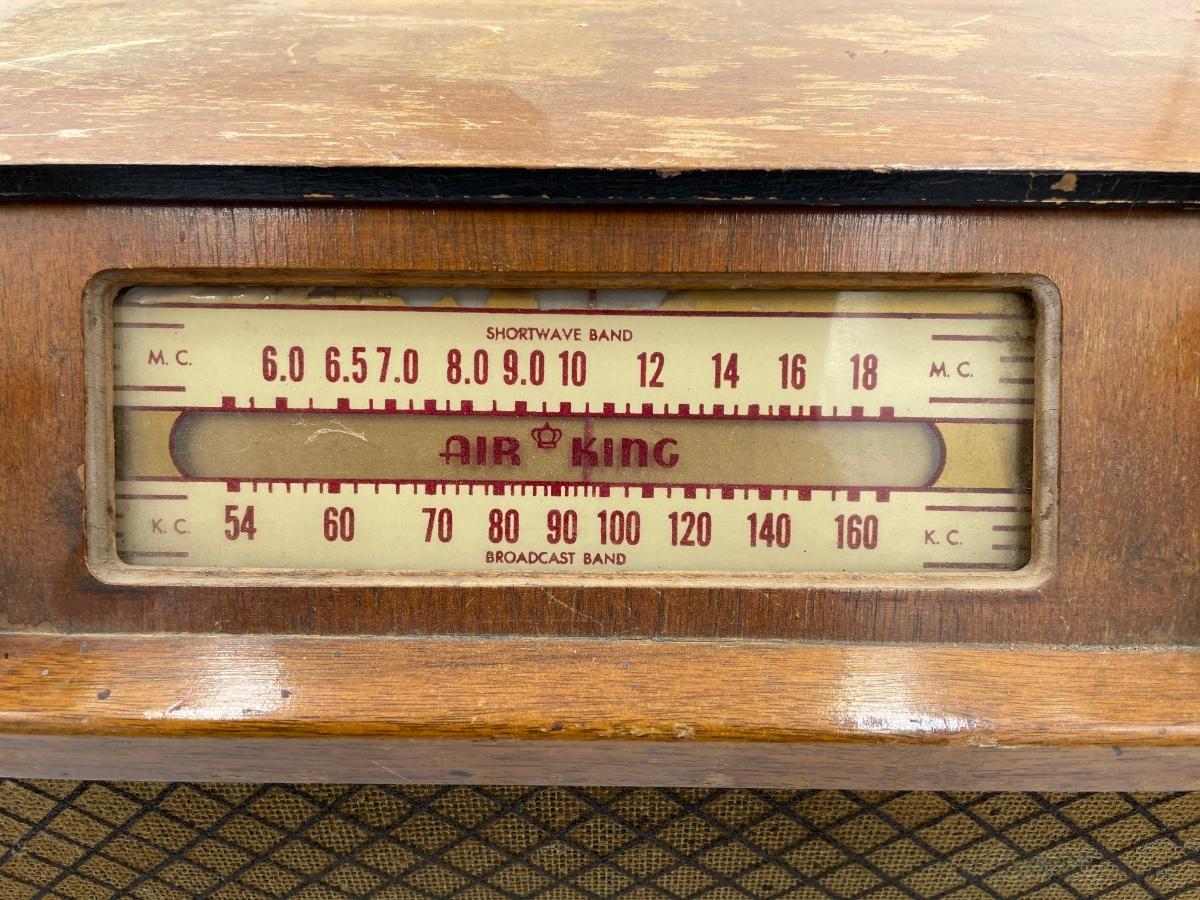 SHORTWAVE BAND
M. C. 6.0 6.5 7.0 8.0 9.0 10 12 14 16 18 M. C.
AIR KING
K. C. 54 60 70 80 90 100 120 140 160 K. C.
BROADCAST BAND